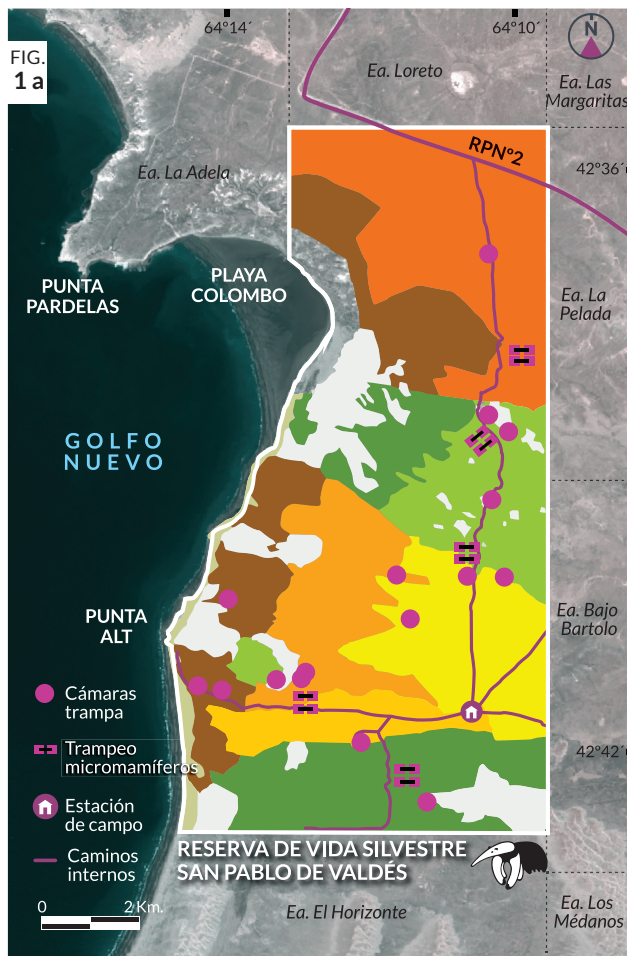 64°14´
64°10´
FIG.
1 a
N
Ea. Loreto
Ea. Las
Margaritas
RPN°2
42°36´
Ea. La Adela
PUNTA
PARDELAS
PLAYA
COLOMBO
Ea. La
Pelada
GOLFO
NUEVO
PUNTA
ALT
Ea. Bajo
Bartolo
Cámaras
trampa
Trampeo
micromamíferos
42°42´
Estación
de campo
Caminos
internos
RESERVA DE VIDA SILVESTRE
SAN PABLO DE VALDÉS
0
2 Km.
Ea. El Horizonte
Ea. Los
Médanos